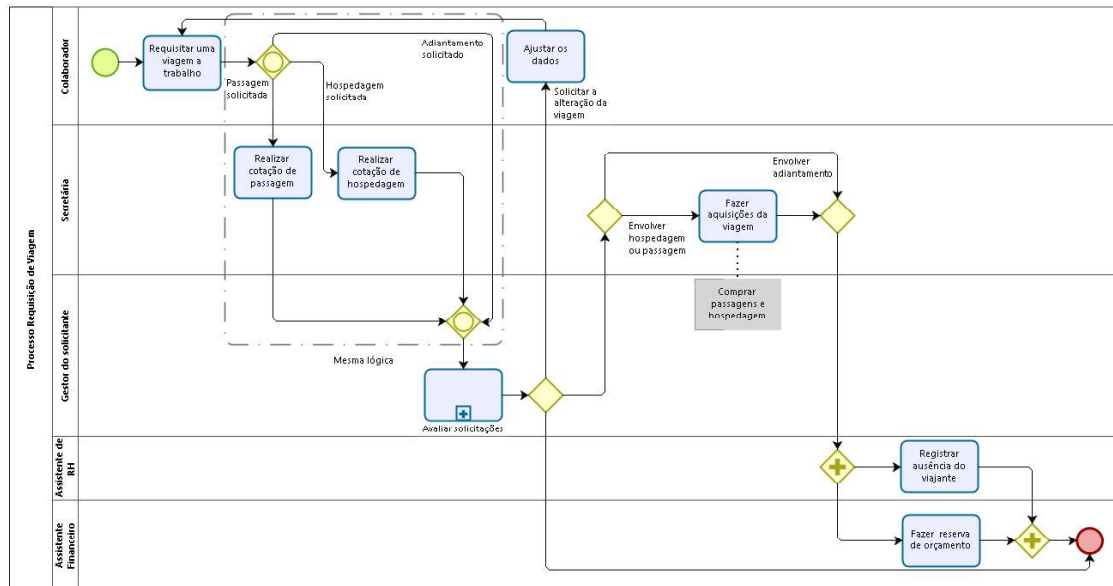 Processo Requisição de Viagem
Colaborador
Requisitar uma
viagem a
trabalho
Passagem
solicitada
Hospedagem
solicitada
Adiantamento
solicitado
Ajustar os
dados
Solicitar a
alteração da
viagem
Secretária
Realizar
cotação de
passagem
Realizar
cotação de
hospedagem
Envolver
hospedagem
ou passagem
Fazer
aquisições da
viagem
Envolver
adiantamento
Gestor do solicitante
Comprar
passagens e
hospedagem
Mesma lógica
Avaliar solicitações
Assistente de
RH
Registrar
ausência do
viajante
Assistente
Financeiro
Fazer reserva
de orçamento